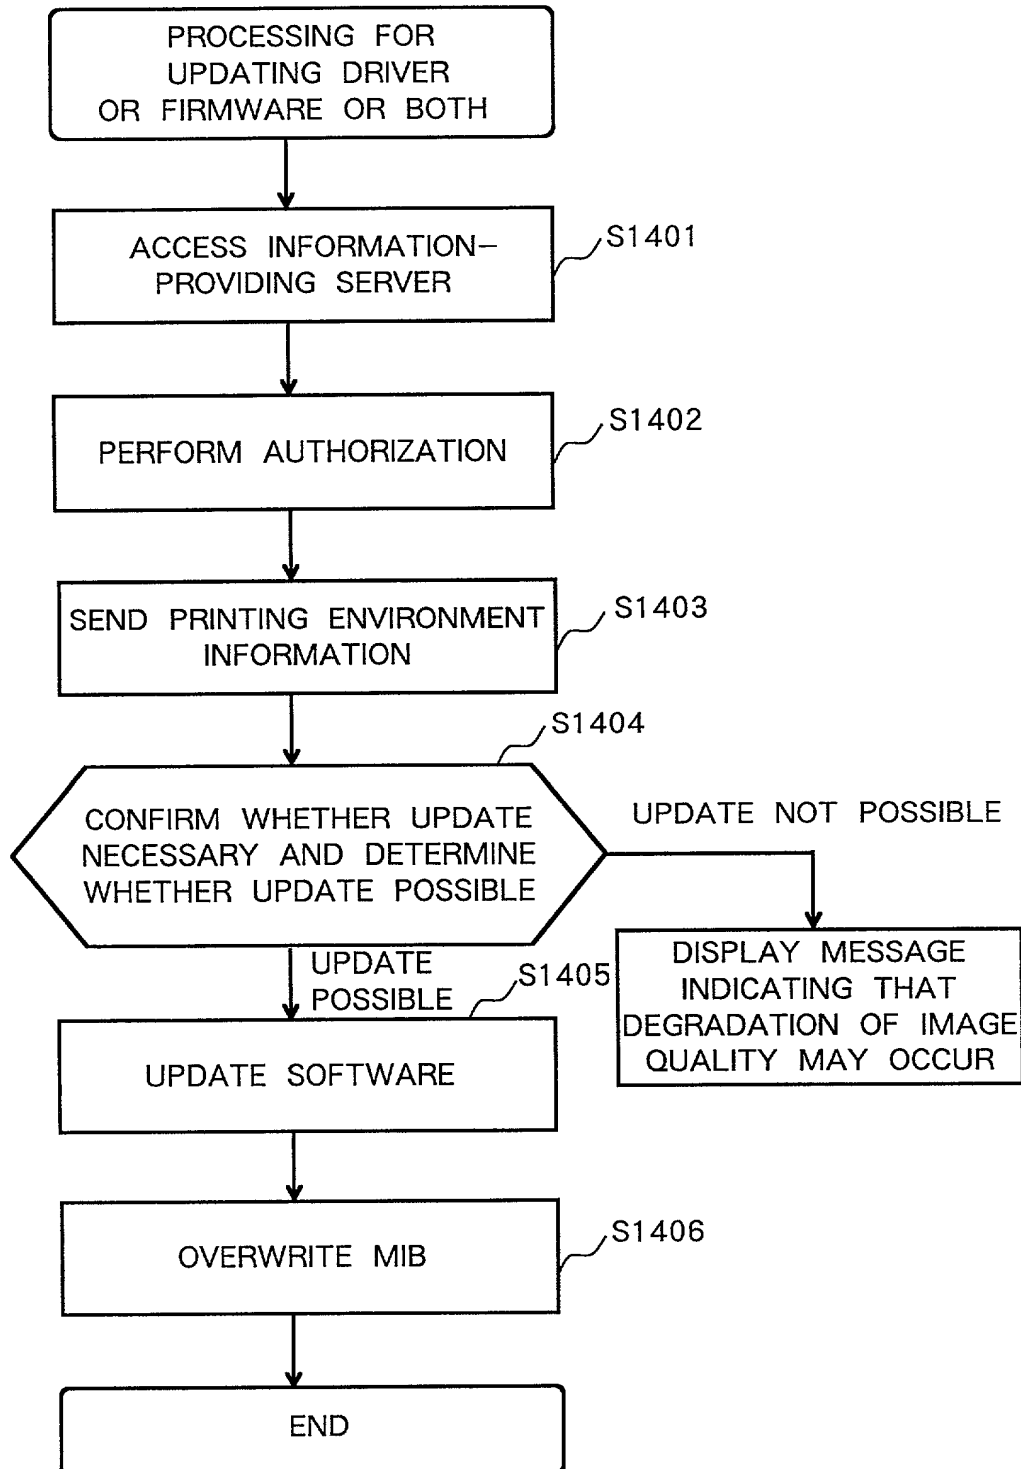 PROCESSING FOR
UPDATING DRIVER
OR FIRMWARE OR BOTH
ACCESS INFORMATION-
PROVIDING SERVER
S1401
PERFORM AUTHORIZATION
S1402
SEND PRINTING ENVIRONMENT
INFORMATION
S1403
S1404
CONFIRM WHETHER UPDATE
NECESSARY AND DETERMINE
WHETHER UPDATE POSSIBLE
UPDATE NOT POSSIBLE
DISPLAY MESSAGE
INDICATING THAT
DEGRADATION OF IMAGE
QUALITY MAY OCCUR
UPDATE
POSSIBLE
S1405
UPDATE SOFTWARE
OVERWRITE MIB
S1406
END